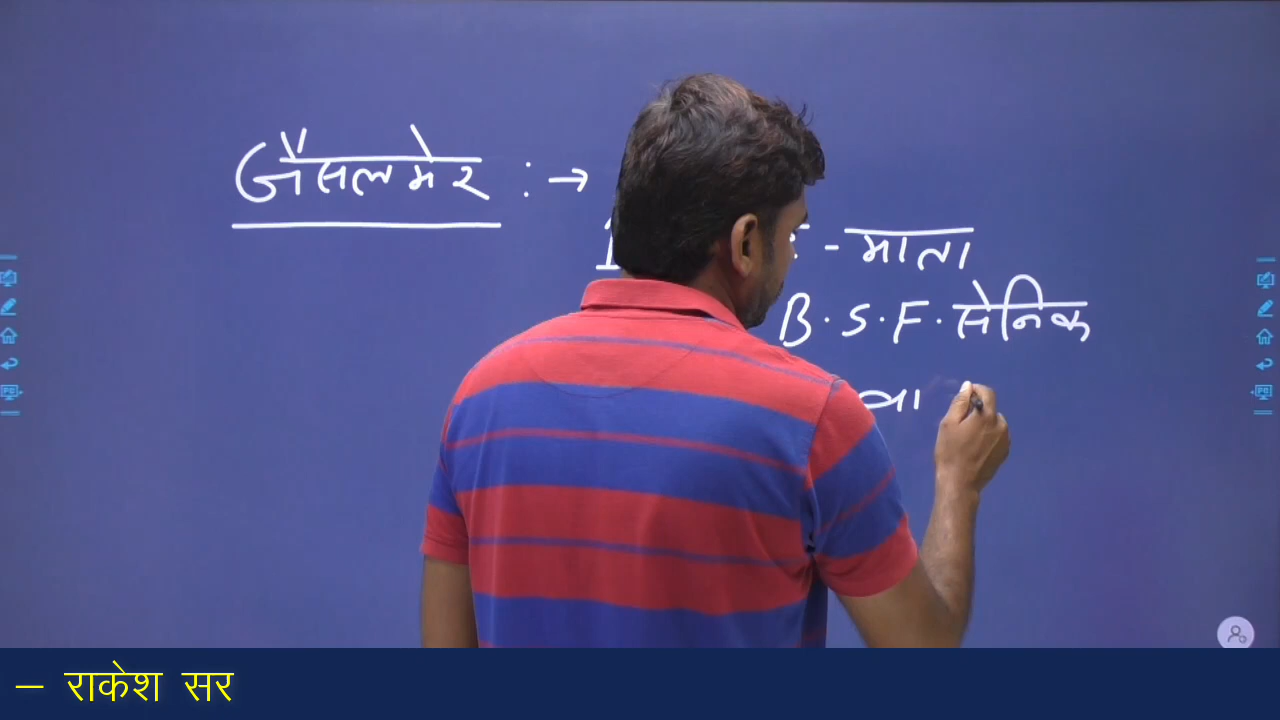 जैसलमेर : →
- माता
B.S.F. सैनिक
वा
– राकेश सर